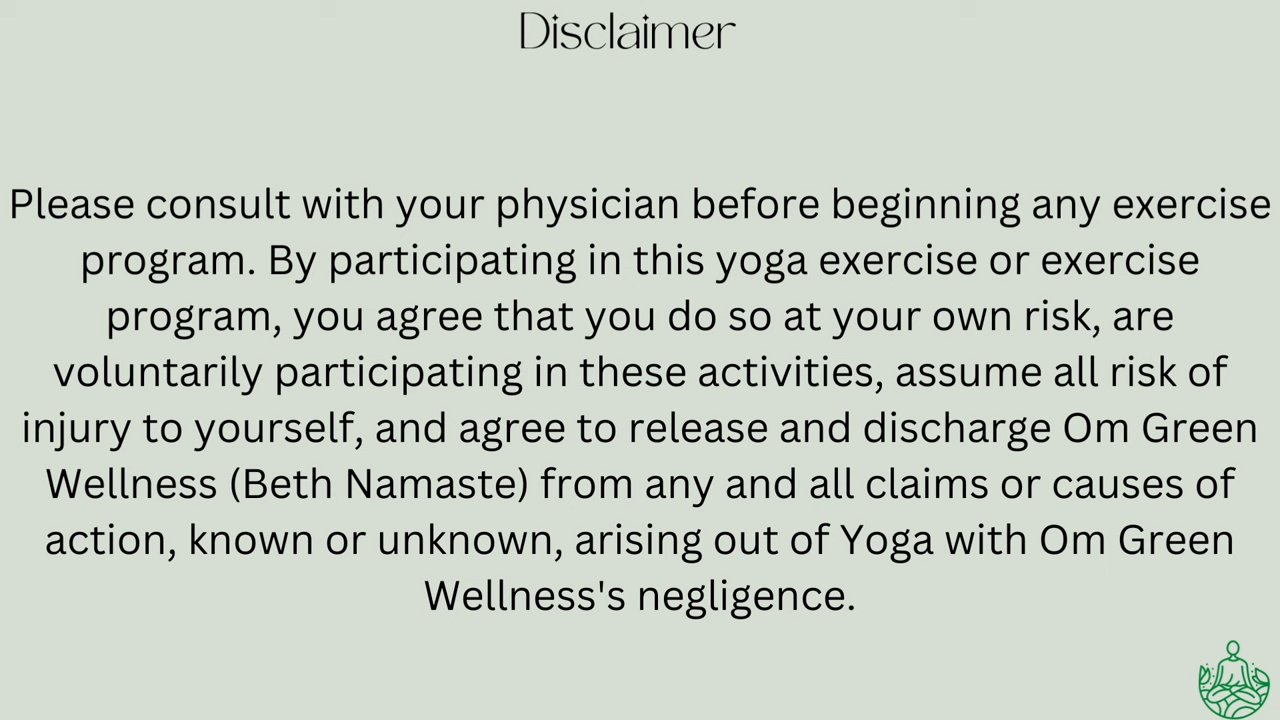 Disclaimer
Please consult with your physician before beginning any exercise
program. By participating in this yoga exercise or exercise
program, you agree that you do so at your own risk, are
voluntarily participating in these activities, assume all risk of
injury to yourself, and agree to release and discharge Om Green
Wellness (Beth Namaste) from any and all claims or causes of
action, known or unknown, arising out of Yoga with Om Green
Wellness's negligence.